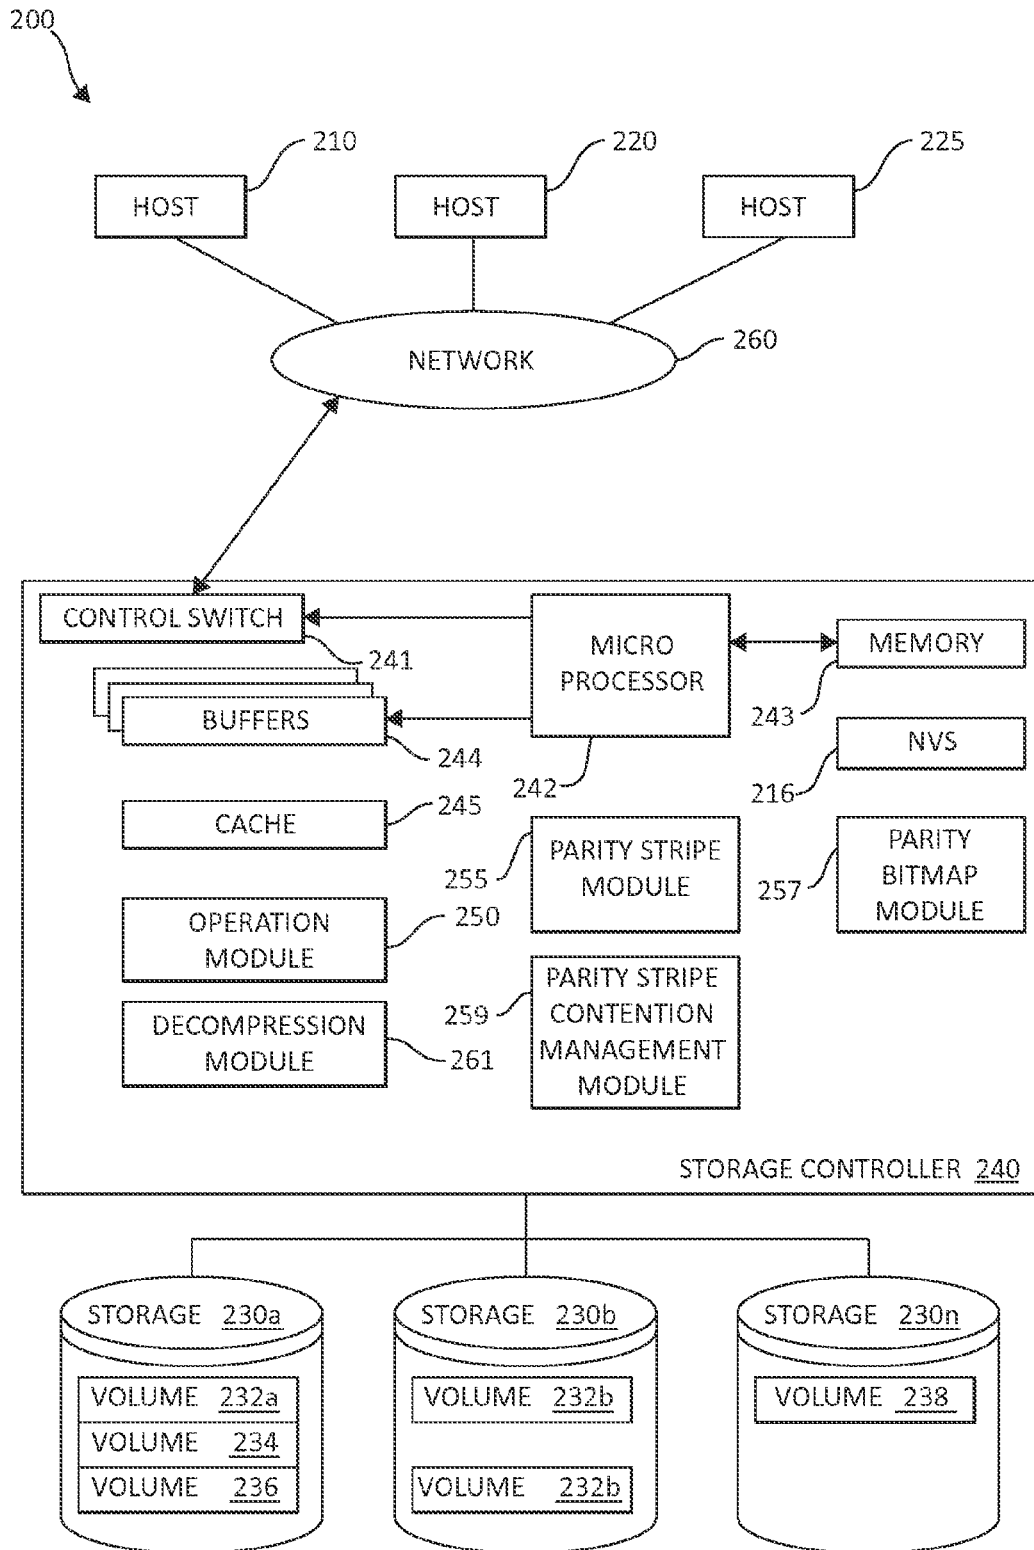 200
210
220
225
HOST
HOST
HOST
NETWORK
260
CONTROL SWITCH
241
MICRO
PROCESSOR
242
MEMORY
243
BUFFERS
244
NVS
216
CACHE
245
255
PARITY STRIPE
MODULE
257
PARITY
BITMAP
MODULE
OPERATION
MODULE
250
259
PARITY STRIPE
CONTENTION
MANAGEMENT
MODULE
DECOMPRESSION
MODULE
261
STORAGE CONTROLLER 240
STORAGE 230a
VOLUME 232a
VOLUME 234
VOLUME 236
STORAGE 230b
VOLUME 232b
VOLUME 232b
STORAGE 230n
VOLUME 238